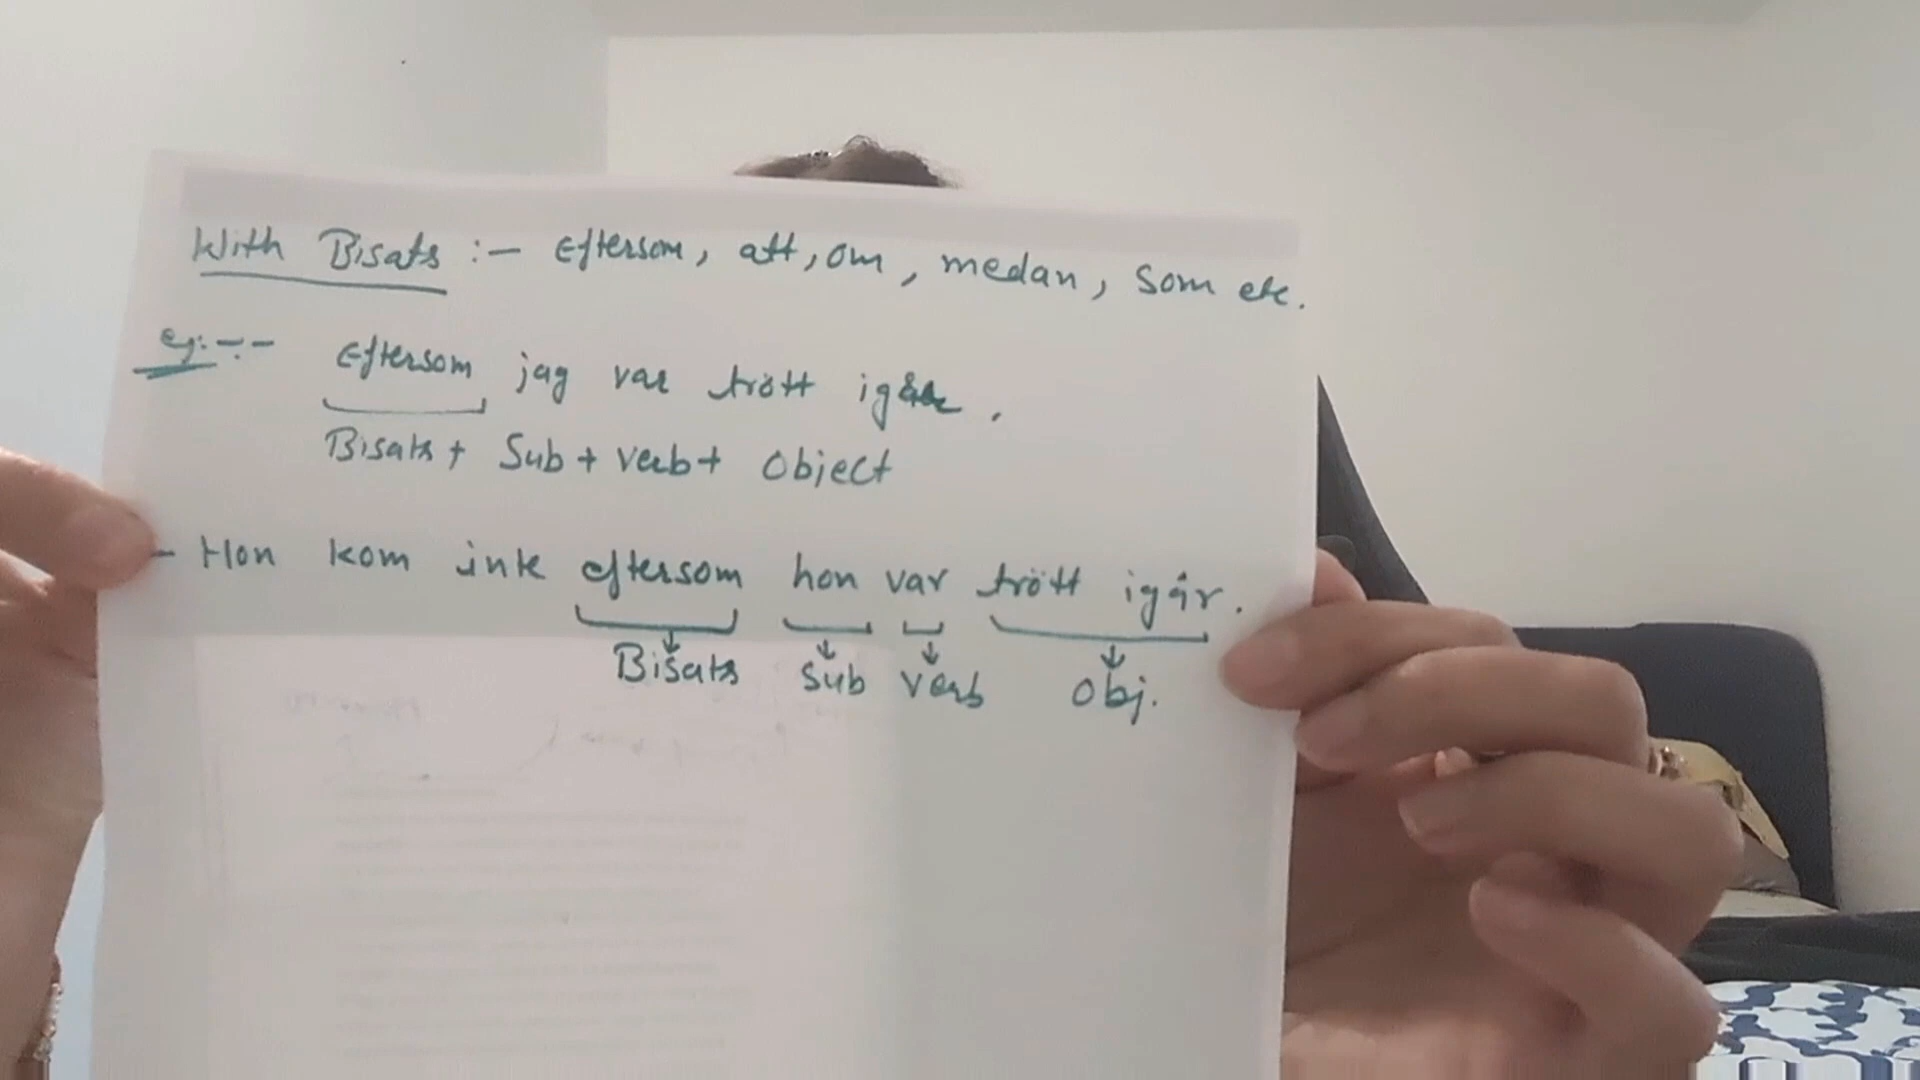 With Bisats :- Eftersom, att, om, medan, som etc.
eg:-- Eftersom jag var trött igår.
Bisats + Sub + verb + Object
- Hon kom inte eftersom hon var trött igår.
Bisats Sub Verb Obj.